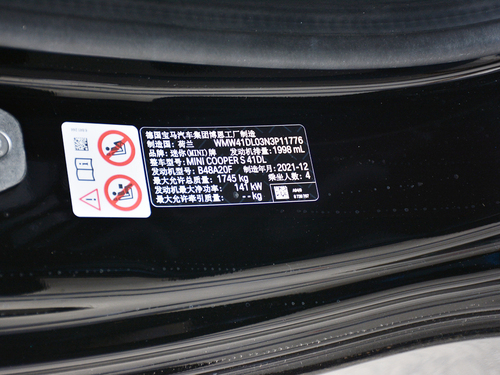 德国宝马汽车集团博恩工厂制造
制造国：荷兰 WMW41DL03N3P11776
品牌：迷你(MINI)牌 发动机排量：1998 mL
整车型号：MINI COOPER S 41DL
发动机型号：B48A20F 制造年月：2021-12
最大允许总质量：1745 kg 乘坐人数：4
发动机最大净功率： 141 kW
最大允许牵引质量： --kg